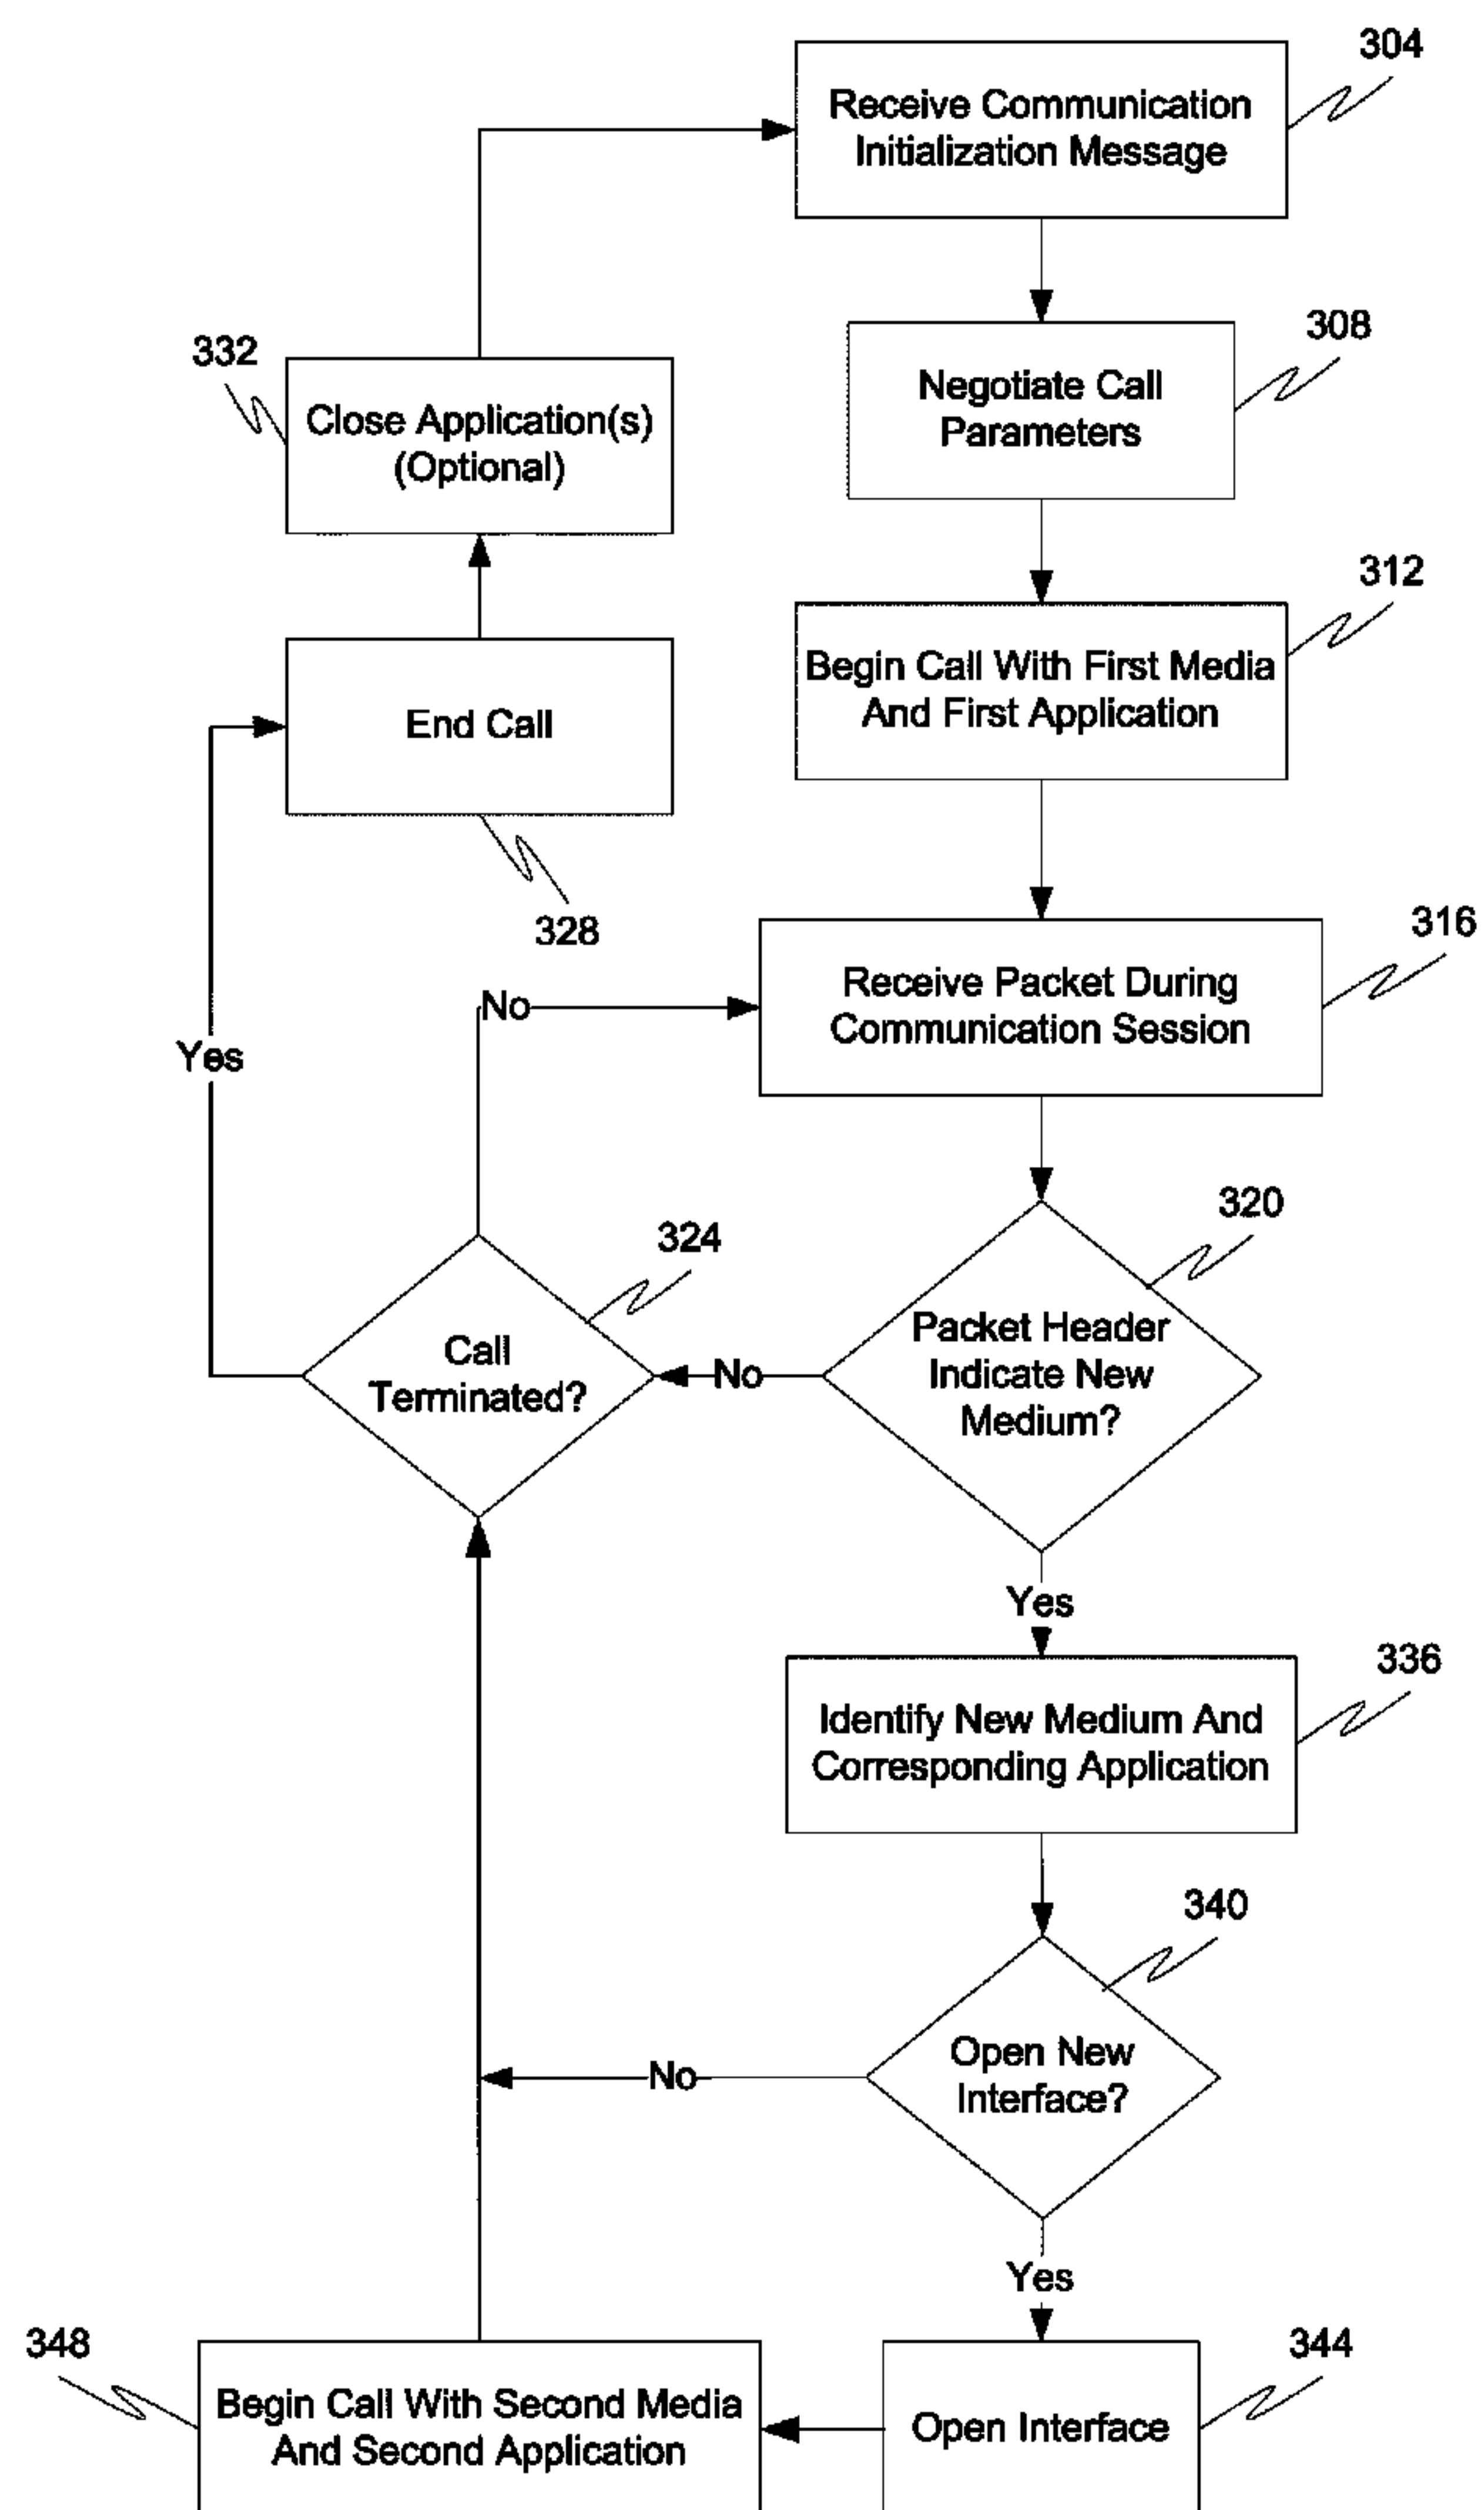 304
Receive Communication
Initialization Message
308
Negotiate Call
Parameters
332
Close Application(s)
(Optional)
312
Begin Call With First Media
And First Application
End Call
328
316
Receive Packet During
Communication Session
No
Yes
320
324
Packet Header
Indicate New
Medium?
Call
Terminated?
No
Yes
336
Identify New Medium And
Corresponding Application
340
Open New
Interface?
No
Yes
348
344
Begin Call With Second Media
And Second Application
Open Interface